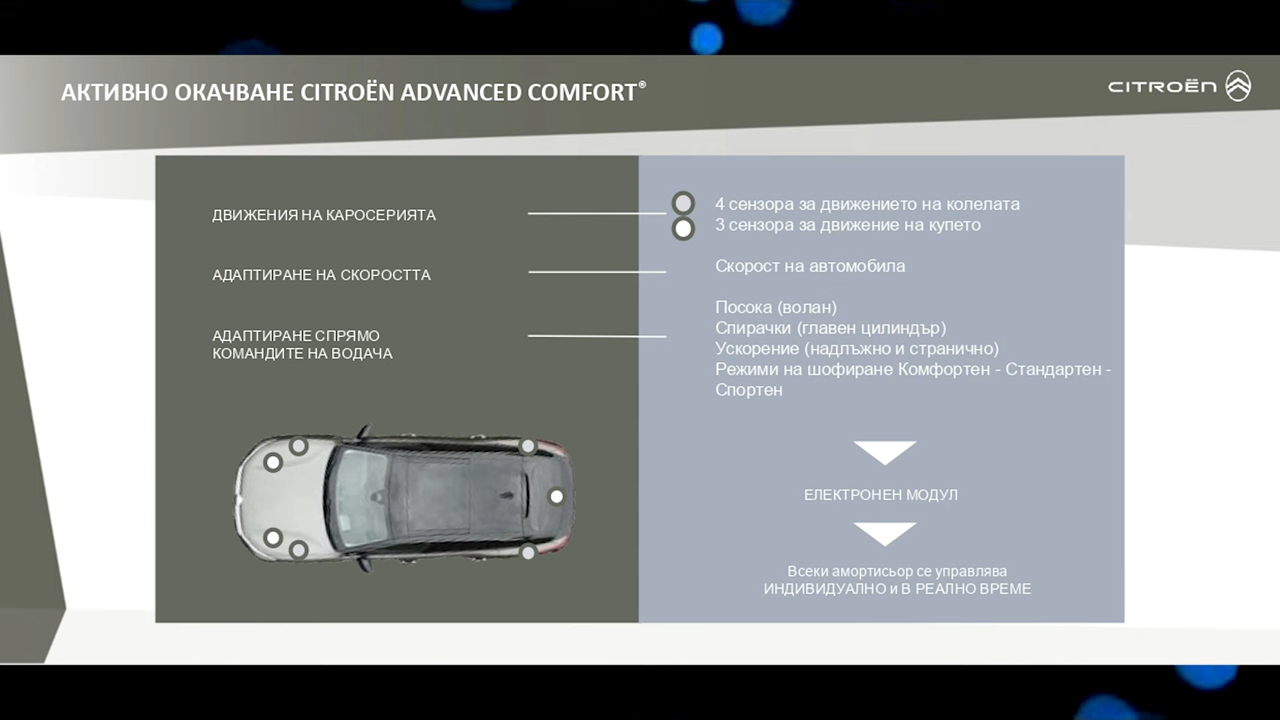 АКТИВНО ОКАЧВАНЕ CITROËN ADVANCED COMFORT®
CITROËN
ДВИЖЕНИЯ НА КАРОСЕРИЯТА
4 сензора за движението на колелата
3 сензора за движение на купето
АДАПТИРАНЕ НА СКОРОСТТА
Скорост на автомобила
АДАПТИРАНЕ СПРЯМО
КОМАНДИТЕ НА ВОДАЧА
Посока (волан)
Спирачки (главен цилиндър)
Ускорение (надлъжно и странично)
Режими на шофиране Комфортен - Стандартен -
Спортен
ЕЛЕКТРОНЕН МОДУЛ
Всеки амортисьор се управлява
ИНДИВИДУАЛНО и В РЕАЛНО ВРЕМЕ